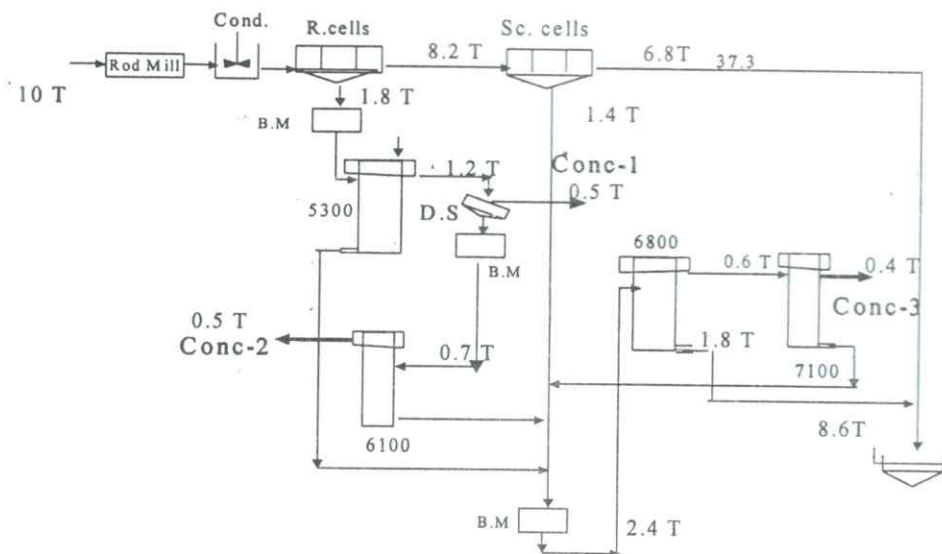 Cond.
R.cells
Sc. cells
8.2 T
6.8T
37.3
Rod Mill
10 T
1.8 T
B.M
1.4 T
1.2 T
Conc-1
0.5 T
D.S
5300
B.M
6800
0.6 T
0.4 T
Conc-3
0.5 T
Conc-2
0.7 T
1.8 T
7100
6100
8.6T
B.M
2.4 T